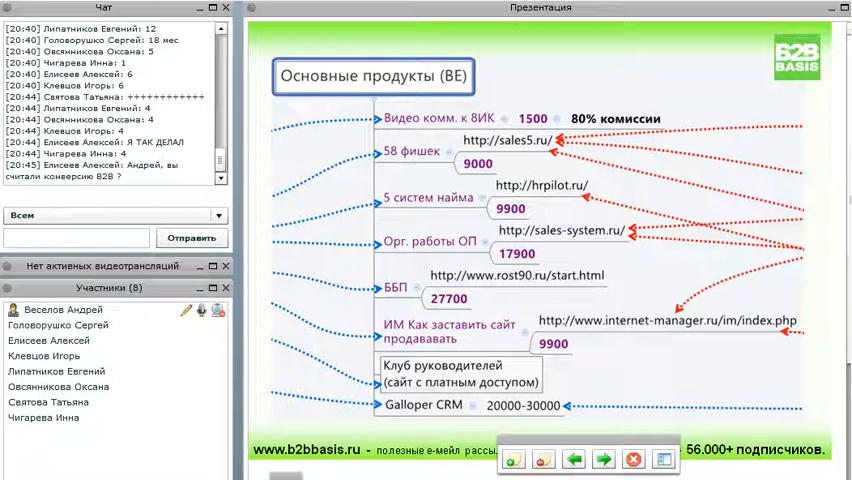 Чат
[20:40] Липатников Евгений: 12
[20:40] Головорушко Сергей: 18 мес
[20:40] Овсянникова Оксана: 5
[20:40] Чигарева Инна: 1
[20:40] Елисеев Алексей: 6
[20:40] Клевцов Игорь: 6
[20:44] Святова Татьяна: ++++++++++++
[20:44] Липатников Евгений: 4
[20:44] Овсянникова Оксана: 4
[20:44] Клевцов Игорь: 4
[20:44] Елисеев Алексей: Я ТАК ДЕЛАЛ
[20:44] Чигарева Инна: 4
[20:45] Елисеев Алексей: Андрей, вы
считали конверсию B2B ?
Всем
Отправить
Нет активных видеотрансляций
Участники (8)
Веселов Андрей
Головорушко Сергей
Елисеев Алексей
Клевцов Игорь
Липатников Евгений
Овсянникова Оксана
Святова Татьяна
Чигарева Инна
Презентация
B2B
BASIS
Основные продукты (BE)
Видео комм. к 8ИК 1500 80% комиссии
http://sales5.ru/
58 фишек
9000
http://hrpilot.ru/
5 систем найма
9900
http://sales-system.ru/
Орг. работы ОП
17900
http://www.rost90.ru/start.html
ББП
27700
http://www.internet-manager.ru/im/index.php
ИМ Как заставить сайт
продававать
9900
Клуб руководителей
(сайт с платным доступом)
Galloper CRM 20000-30000
www.b2bbasis.ru - полезные е-мейл рассы
- 56.000+ подписчиков.